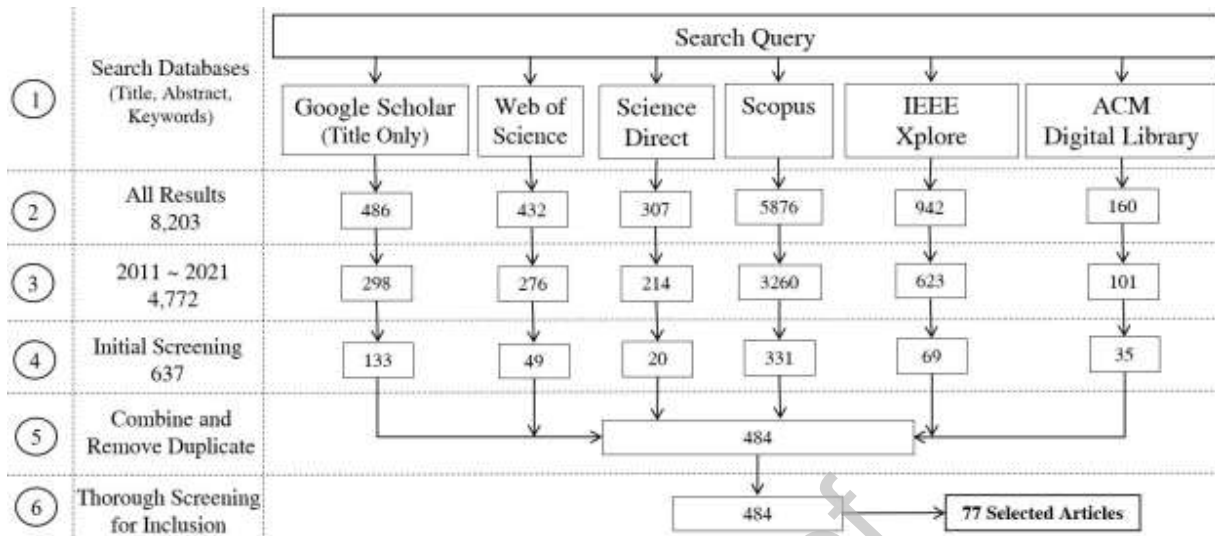 Search Query
1
Search Databases
(Title, Abstract,
Keywords)
Google Scholar
(Title Only)
Web of
Science
Science
Direct
Scopus
IEEE
Xplore
ACM
Digital Library
2
All Results
8,203
486
432
307
5876
942
160
3
2011 ~ 2021
4,772
298
276
214
3260
623
101
4
Initial Screening
637
133
49
20
331
69
35
5
Combine and
Remove Duplicate
484
6
Thorough Screening
for Inclusion
484
77 Selected Articles
of